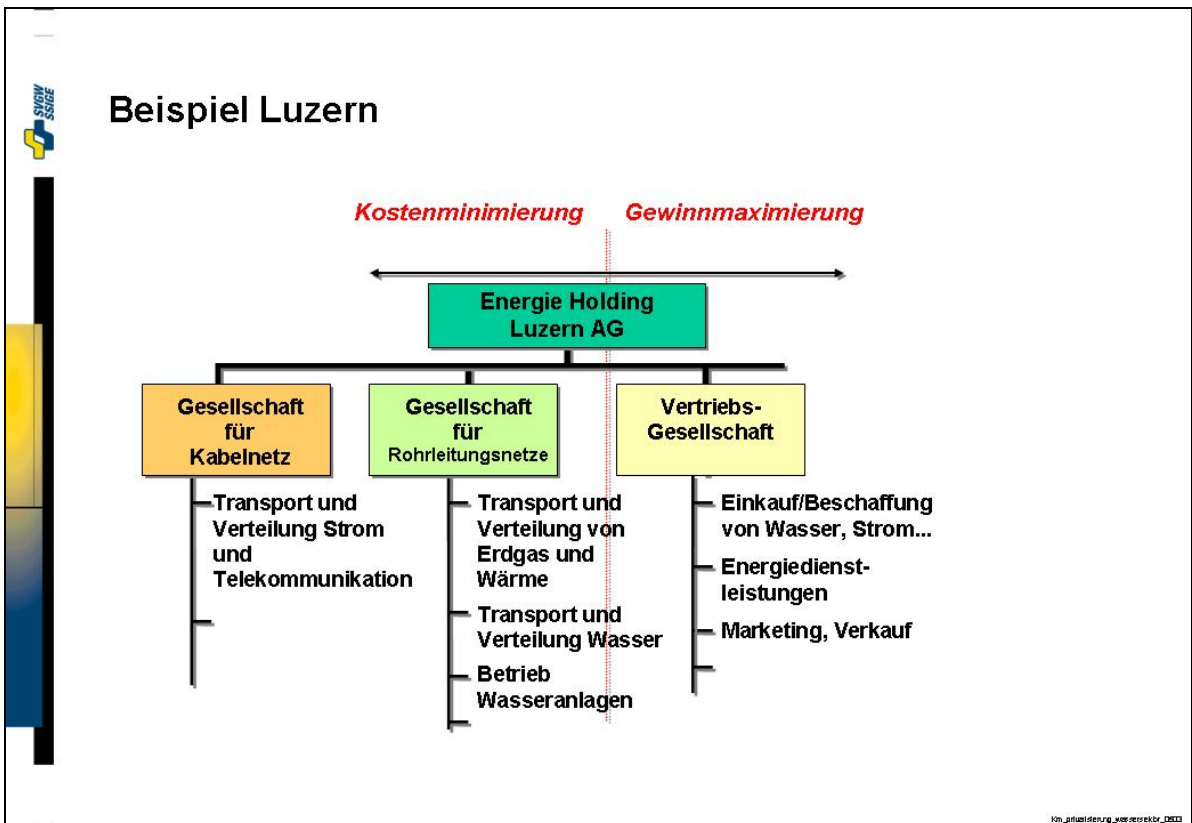 SVGW
SSIGE
Beispiel Luzern
Kostenminimierung Gewinnmaximierung
Energie Holding
Luzern AG
Gesellschaft
für
Kabelnetz
Transport und
Verteilung Strom
und
Telekommunikation
Gesellschaft
für
Rohrleitungsnetze
Transport und
Verteilung von
Erdgas und
Wärme
Transport und
Verteilung Wasser
Betrieb
Wasseranlagen
Vertriebs-
Gesellschaft
Einkauf/Beschaffung
von Wasser, Strom...
Energiedienst-
leistungen
Marketing, Verkauf